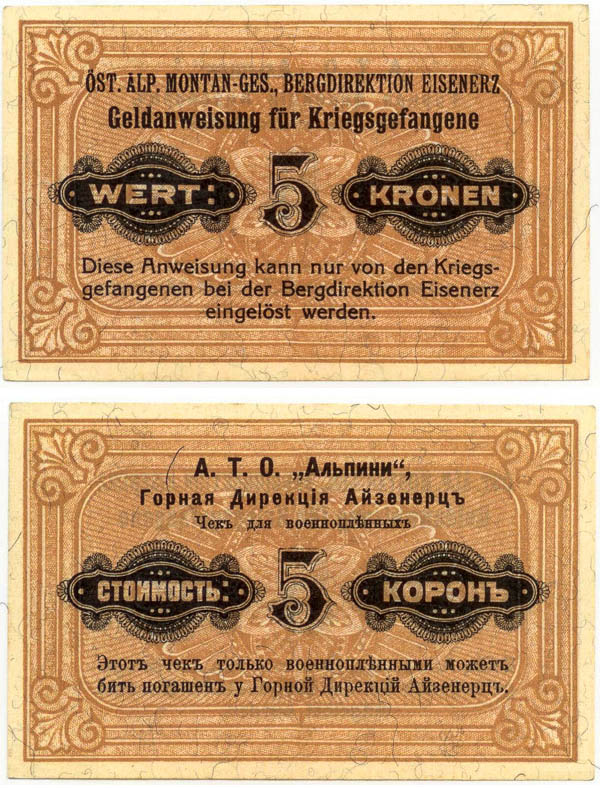 ÖST. ALP. MONTAN-GES., BERGDIREKTION EISENERZ
Geldanweisung für Kriegsgefangene
WERT: 5 KRONEN
Diese Anweisung kann nur von den Kriegs-
gefangenen bei der Bergdirektion Eisenerz
eingelöst werden.
А. Т. О. „Альпини“,
Горная Дирекція Айзенерцъ
Чекъ для военноплѣнныхъ
СТОИМОСТЬ: 5 КОРОНЪ
Этотъ чекъ только военноплѣнными можетъ
бить погашенъ у Горной Дирекцій Айзенерцъ.